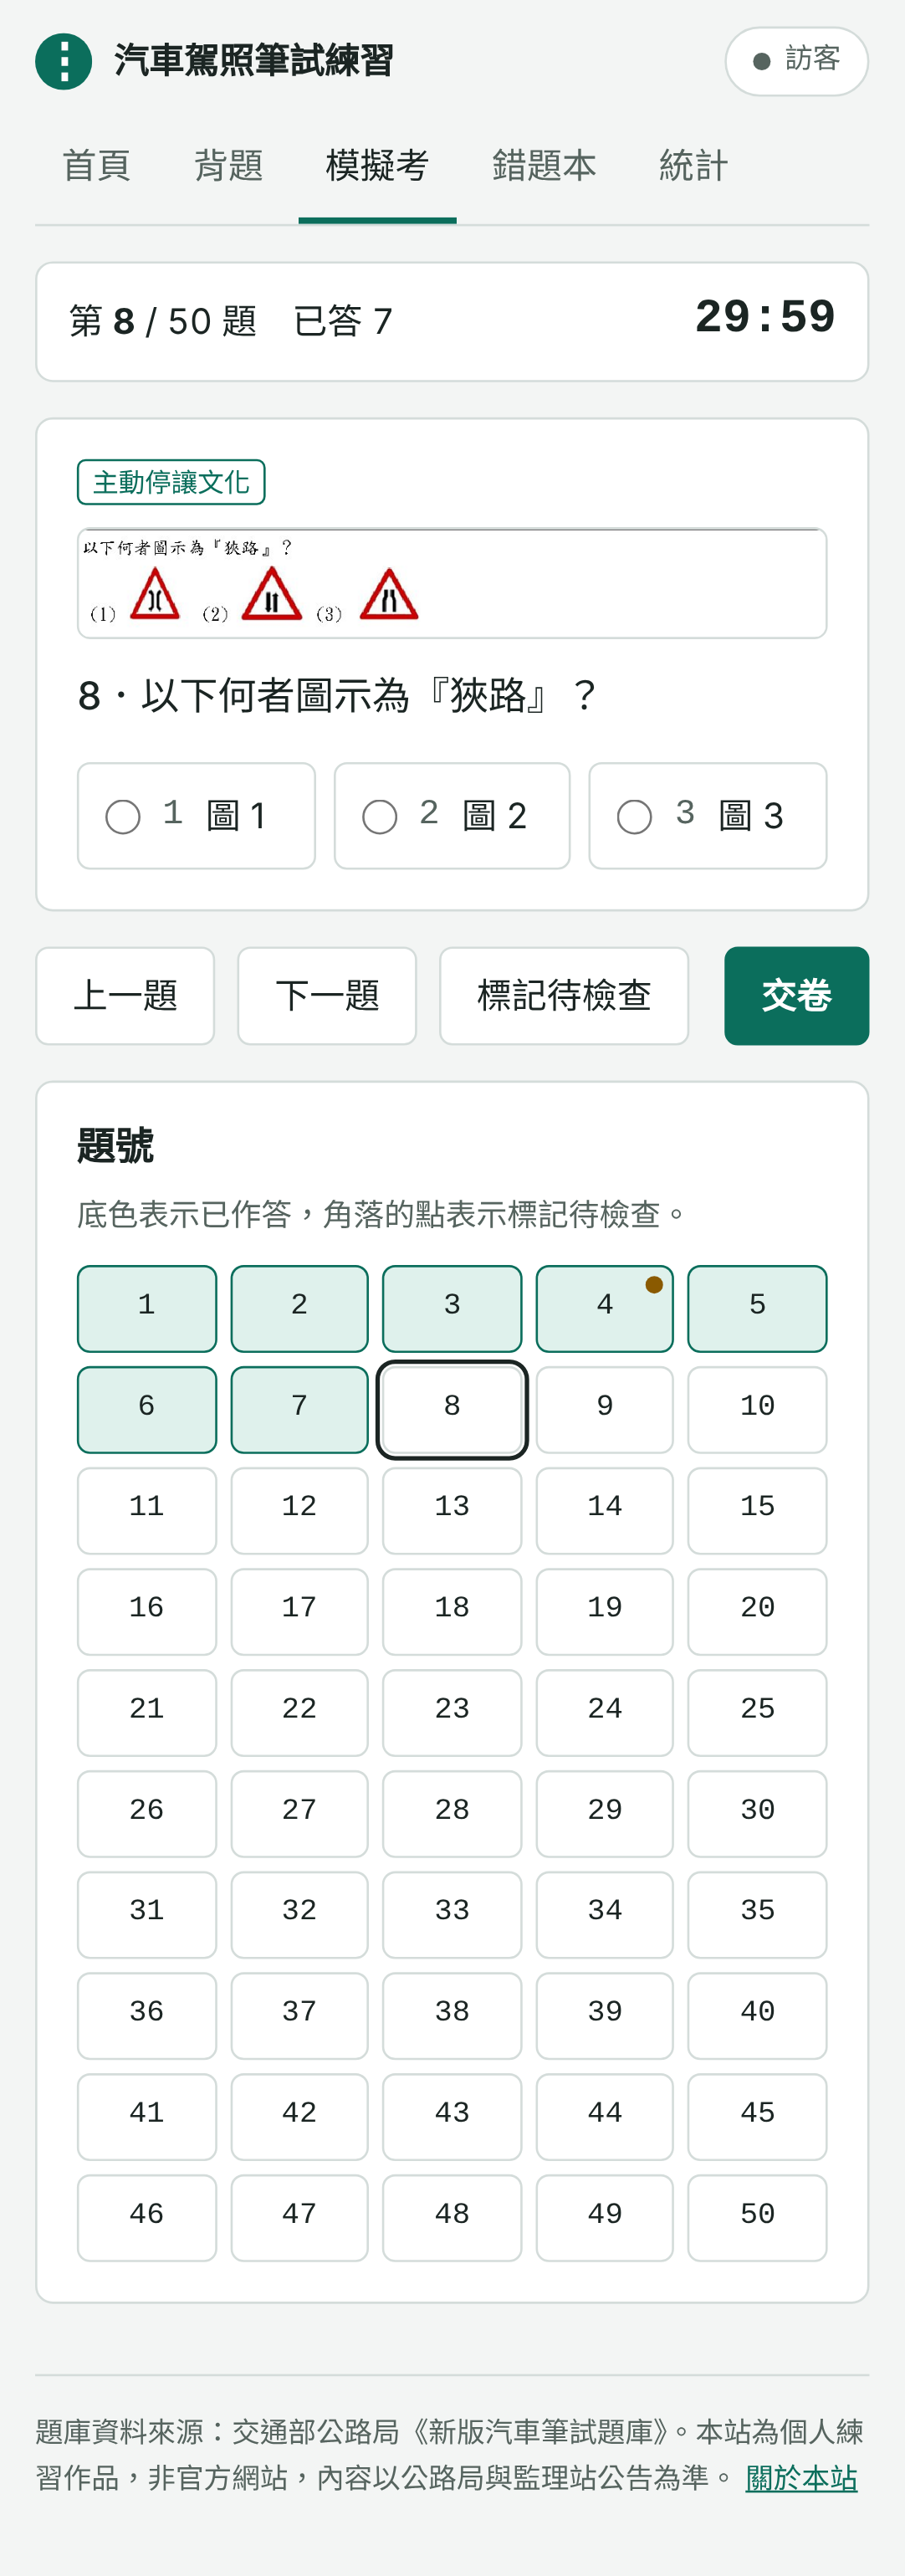 汽車駕照筆試練習
訪客
首頁 背題 模擬考 錯題本 統計
第 8 / 50 題 已答 7
29:59
主動停讓文化
以下何者圖示為『狹路』？
(1) (2) (3)
8．以下何者圖示為『狹路』？
1 圖 1
2 圖 2
3 圖 3
上一題 下一題 標記待檢查 交卷
題號
底色表示已作答，角落的點表示標記待檢查。
1 2 3 4 5
6 7 8 9 10
11 12 13 14 15
16 17 18 19 20
21 22 23 24 25
26 27 28 29 30
31 32 33 34 35
36 37 38 39 40
41 42 43 44 45
46 47 48 49 50
題庫資料來源：交通部公路局《新版汽車筆試題庫》。本站為個人練
習作品，非官方網站，內容以公路局與監理站公告為準。 關於本站